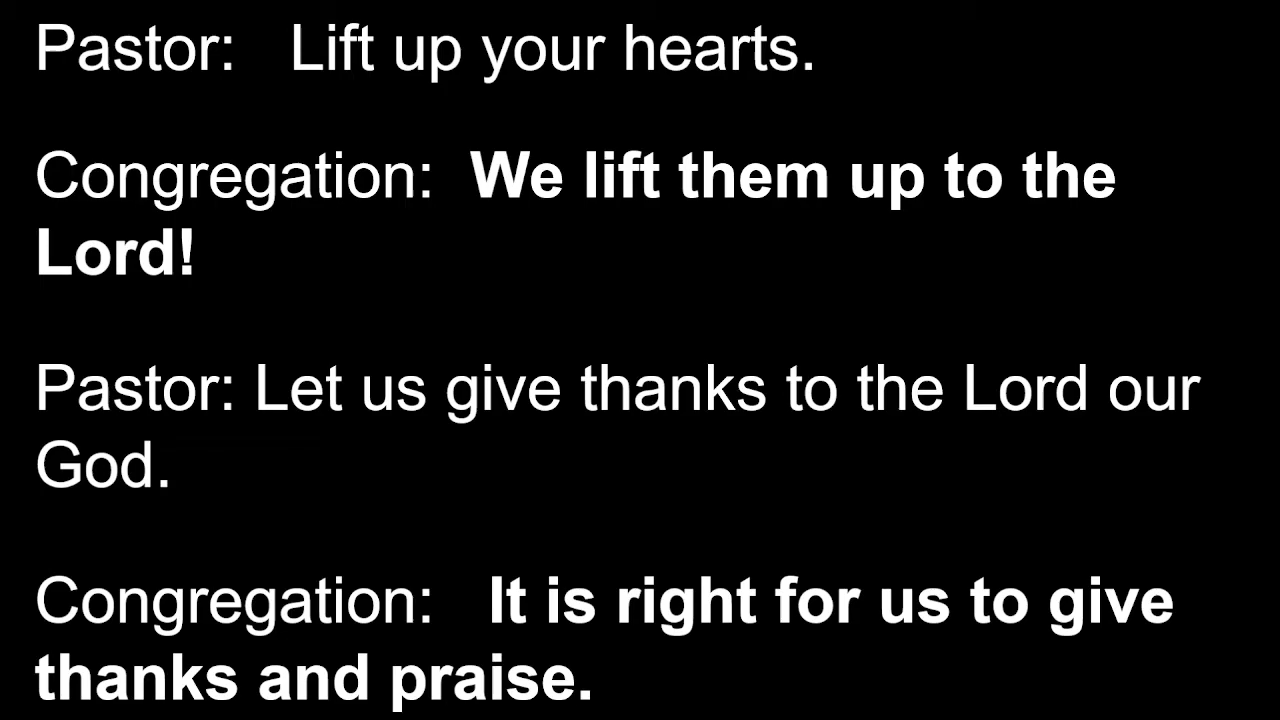 Pastor:   Lift up your hearts.
Congregation:  We lift them up to the
Lord!
Pastor: Let us give thanks to the Lord our
God.
Congregation:   It is right for us to give
thanks and praise.